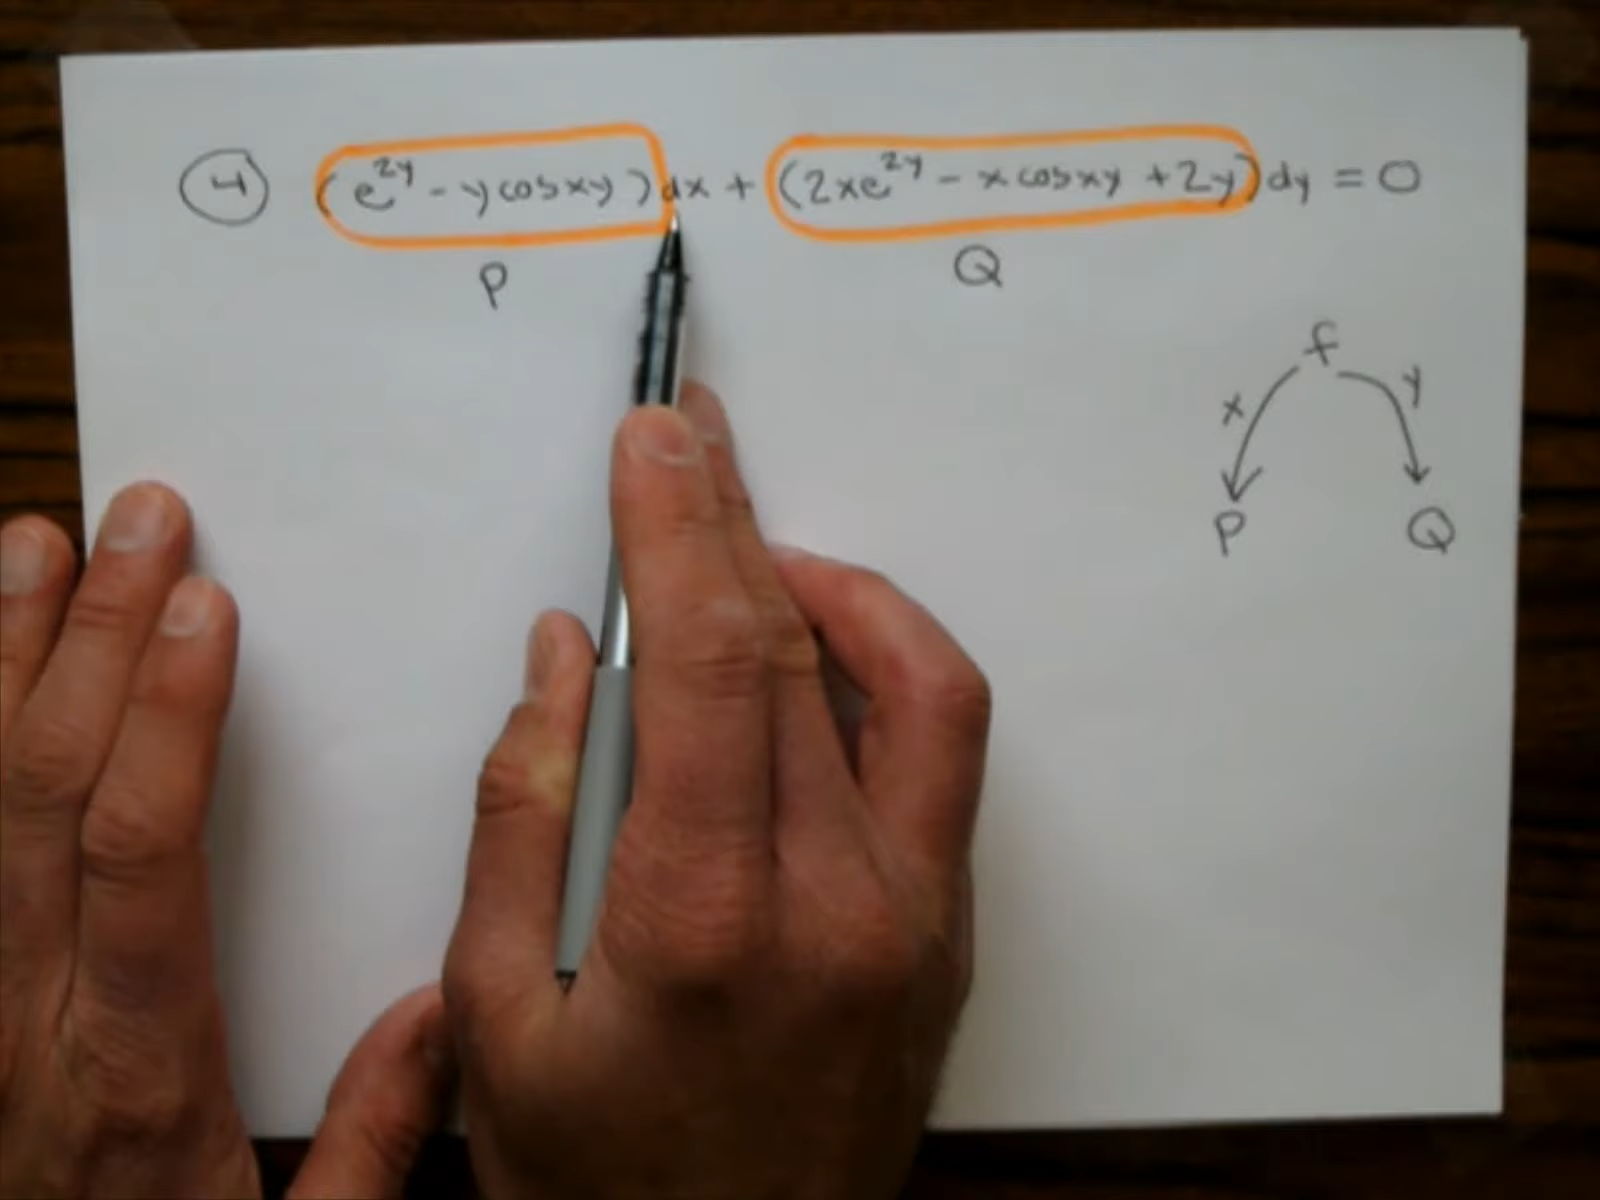 4 (e^2y - y cos xy) dx + (2xe^2y - x cos xy + 2y) dy = 0
P Q
f
x y
P Q